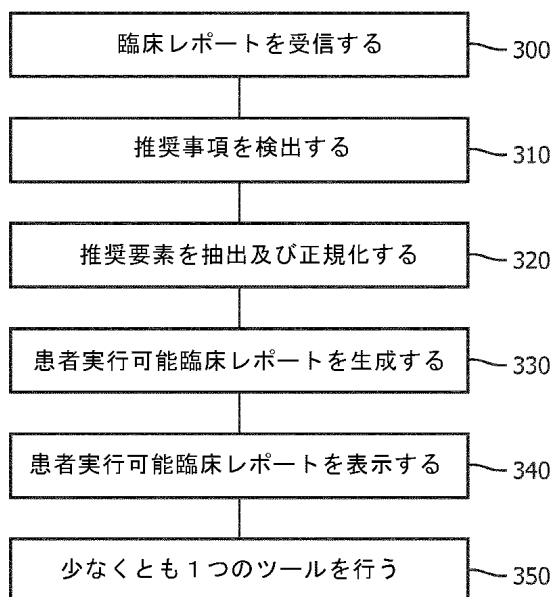 臨床レポートを受信する 300
推奨事項を検出する 310
推奨要素を抽出及び正規化する 320
患者実行可能臨床レポートを生成する 330
患者実行可能臨床レポートを表示する 340
少なくとも1つのツールを行う 350